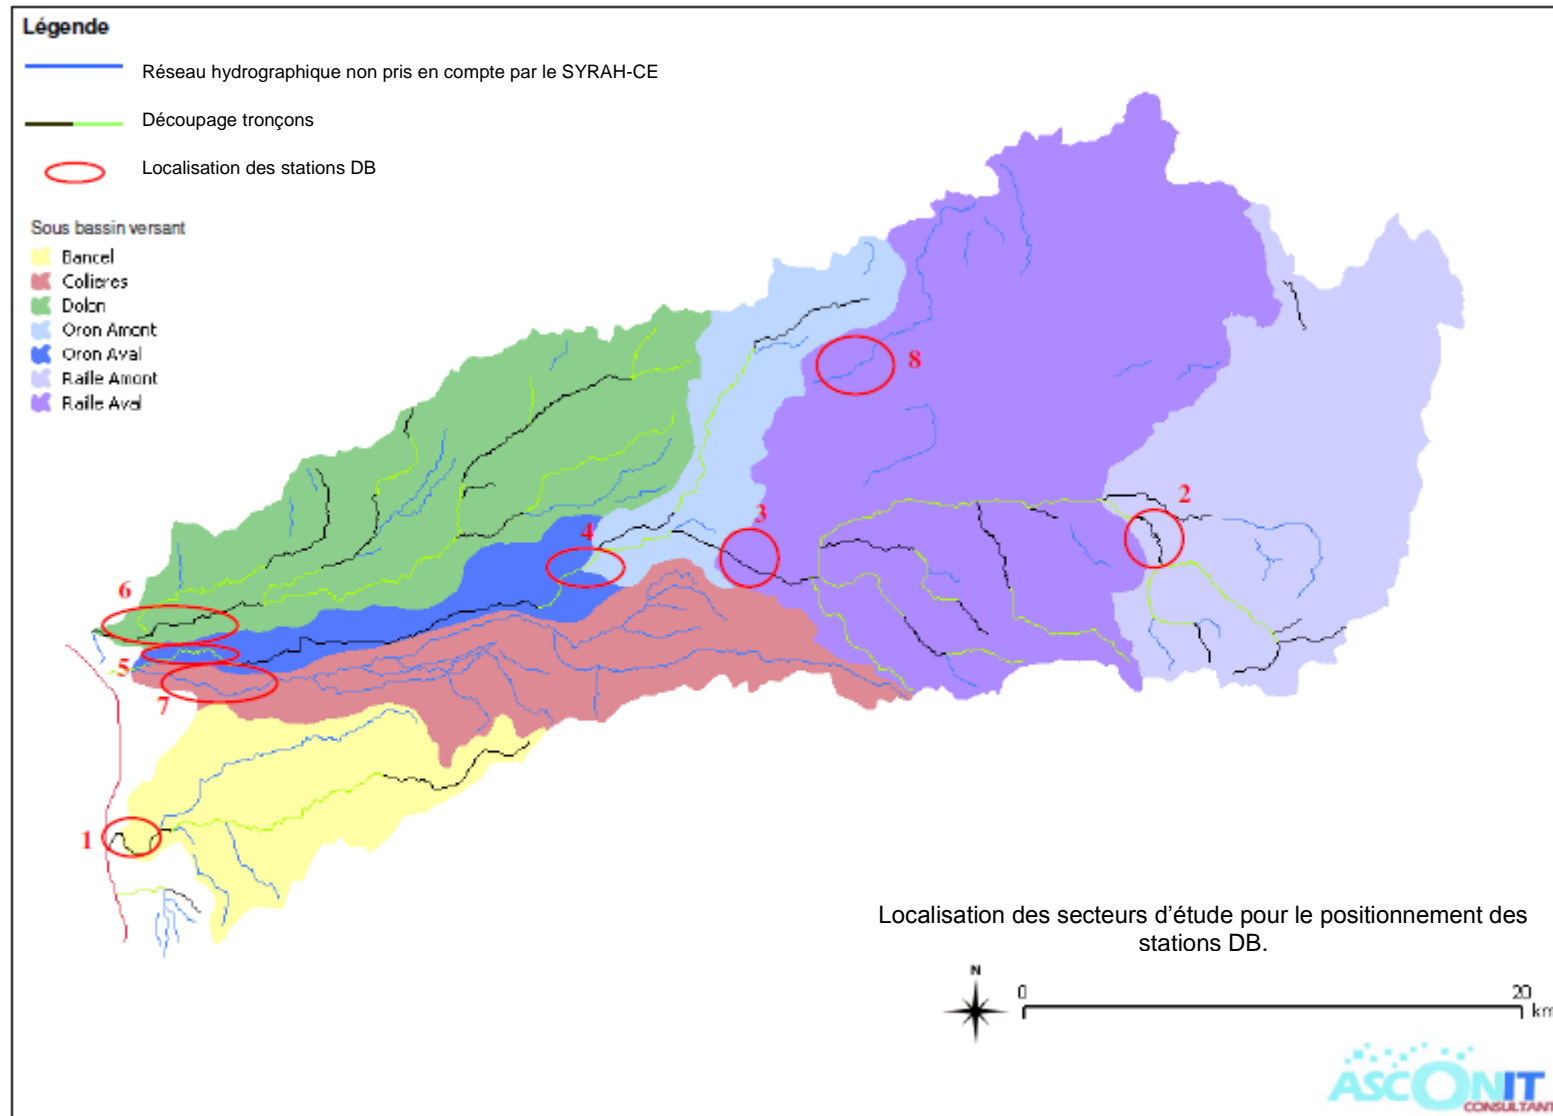 Légende
Réseau hydrographique non pris en compte par le SYRAH-CE
Découpage tronçons
Localisation des stations DB
Sous bassin versant
Bancel
Colieres
Dolon
Oron Amont
Oron Aval
Raille Amont
Raille Aval
8
2
3
4
6
5
7
1
Localisation des secteurs d'étude pour le positionnement des
stations DB.
N
0
20
km
ASCONIT
CONSULTANT